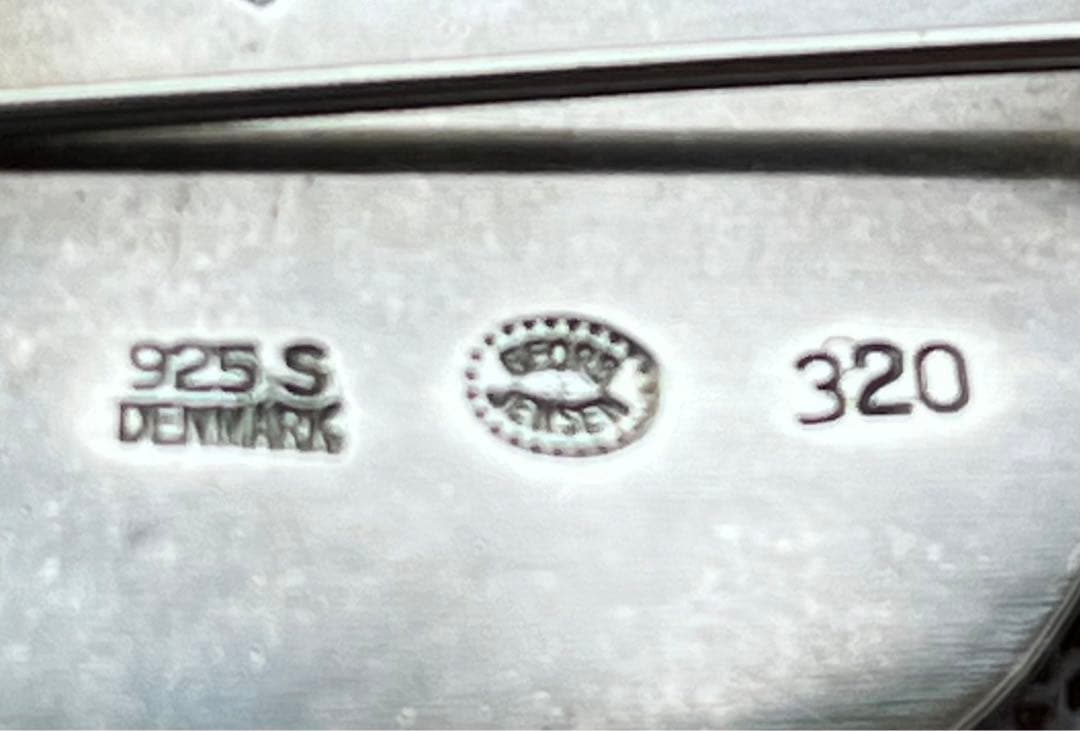 925 S
DENMARK
GEORG
JENSEN
320